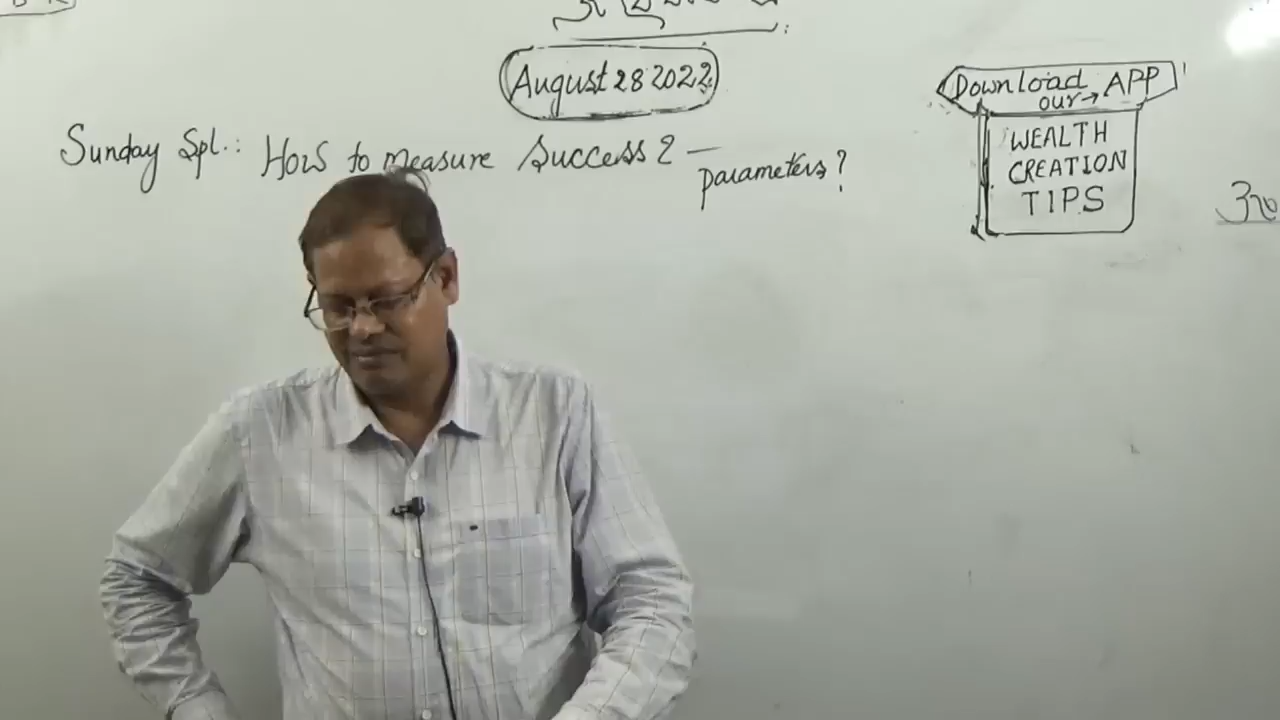 August 28 2022
Sunday Spl.: How to measure Success ? —
parameters ?
Download
our → APP
WEALTH
CREATION
TIPS